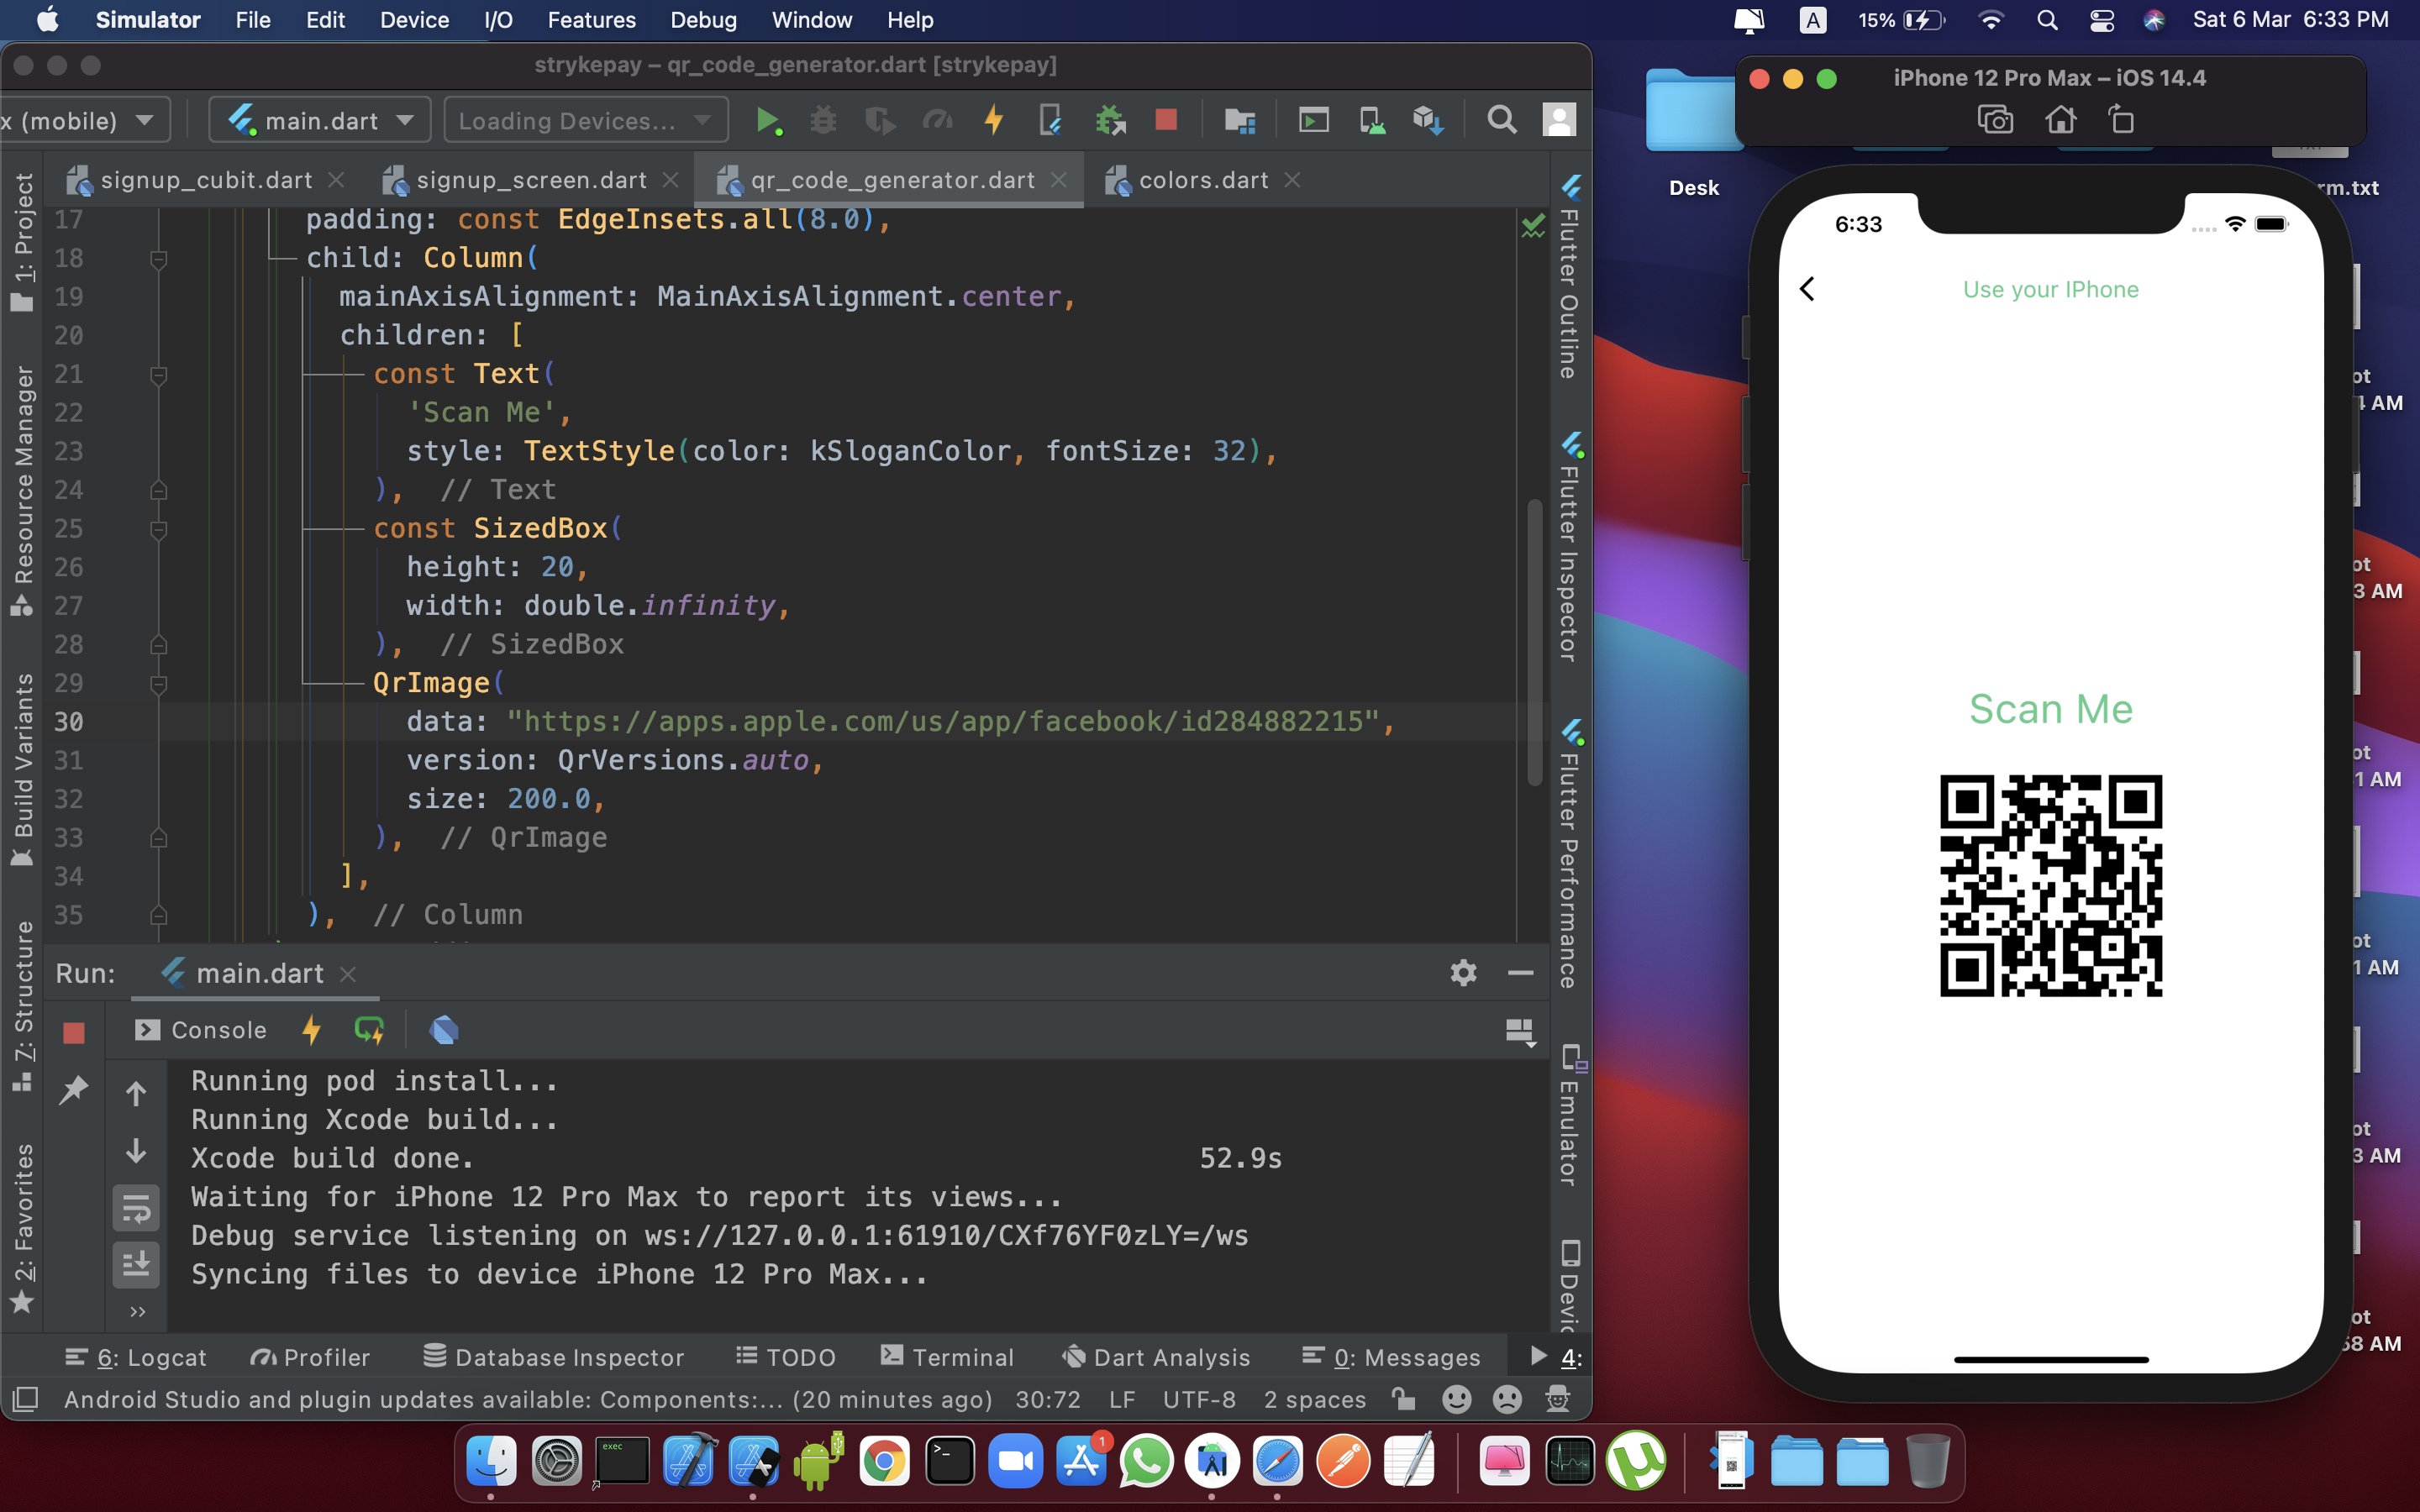 Simulator File Edit Device I/O Features Debug Window Help
A 15% Sat 6 Mar 6:33 PM
strykepay – qr_code_generator.dart [strykepay]
x (mobile) main.dart Loading Devices...
signup_cubit.dart signup_screen.dart qr_code_generator.dart colors.dart
17 padding: const EdgeInsets.all(8.0),
18 child: Column(
19 mainAxisAlignment: MainAxisAlignment.center,
20 children: [
21 const Text(
22 'Scan Me',
23 style: TextStyle(color: kSloganColor, fontSize: 32),
24 ), // Text
25 const SizedBox(
26 height: 20,
27 width: double.infinity,
28 ), // SizedBox
29 QrImage(
30 data: "https://apps.apple.com/us/app/facebook/id284882215",
31 version: QrVersions.auto,
32 size: 200.0,
33 ), // QrImage
34 ],
35 ), // Column
1: Project
Resource Manager
Build Variants
Z: Structure
2: Favorites
Flutter Outline
Flutter Inspector
Flutter Performance
Emulator
Devic
Run: main.dart
Console
Running pod install...
Running Xcode build...
Xcode build done. 52.9s
Waiting for iPhone 12 Pro Max to report its views...
Debug service listening on ws://127.0.0.1:61910/CXf76YF0zLY=/ws
Syncing files to device iPhone 12 Pro Max...
6: Logcat Profiler Database Inspector TODO Terminal Dart Analysis 0: Messages 4:
Android Studio and plugin updates available: Components:... (20 minutes ago) 30:72 LF UTF-8 2 spaces
iPhone 12 Pro Max – iOS 14.4
Desk
rm.txt
6:33
Use your IPhone
Scan Me
ot
4 AM
ot
3 AM
ot
1 AM
ot
1 AM
ot
3 AM
ot
58 AM
exec
1